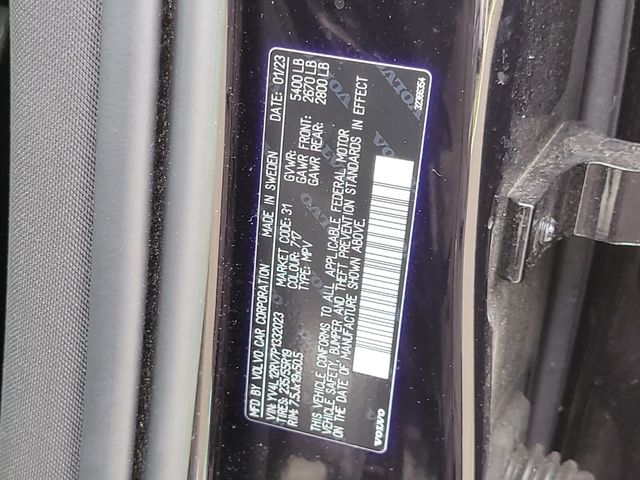 MFD BY VOLVO CAR CORPORATION MADE IN SWEDEN DATE: 01/23
VIN: YV4L12RV7P1332023 MARKET CODE: 31 GVWR: 5400 LB
TIRES: 235/55R19 COLOUR: 717 GAWR FRONT: 2670 LB
RIM: 7.5Jx19x50.5 TYPE: MPV GAWR REAR: 2800 LB
THIS VEHICLE CONFORMS TO ALL APPLICABLE FEDERAL MOTOR
VEHICLE SAFETY, BUMPER AND THEFT PREVENTION STANDARDS IN EFFECT
ON THE DATE OF MANUFACTURE SHOWN ABOVE.
VOLVO 32366354